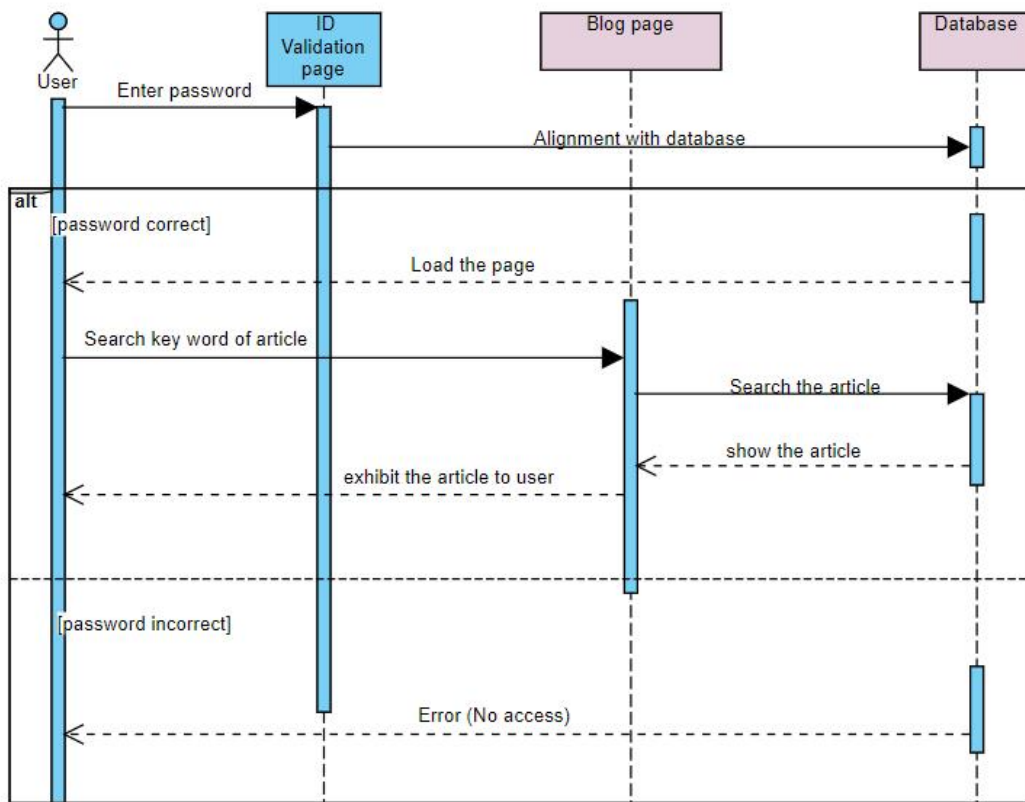 User
ID
Validation
page
Blog page
Database
Enter password
Alignment with database
alt
[password correct]
Load the page
Search key word of article
Search the article
show the article
exhibit the article to user
[password incorrect]
Error (No access)